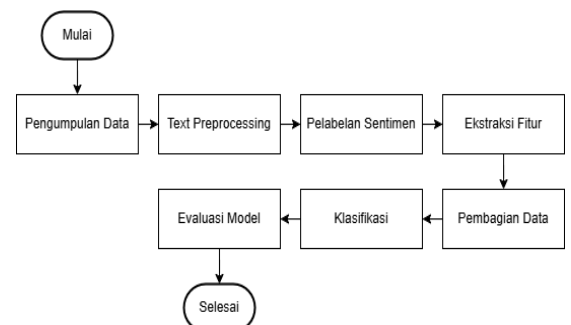 Mulai
Pengumpulan Data
Text Preprocessing
Pelabelan Sentimen
Ekstraksi Fitur
Pembagian Data
Klasifikasi
Evaluasi Model
Selesai